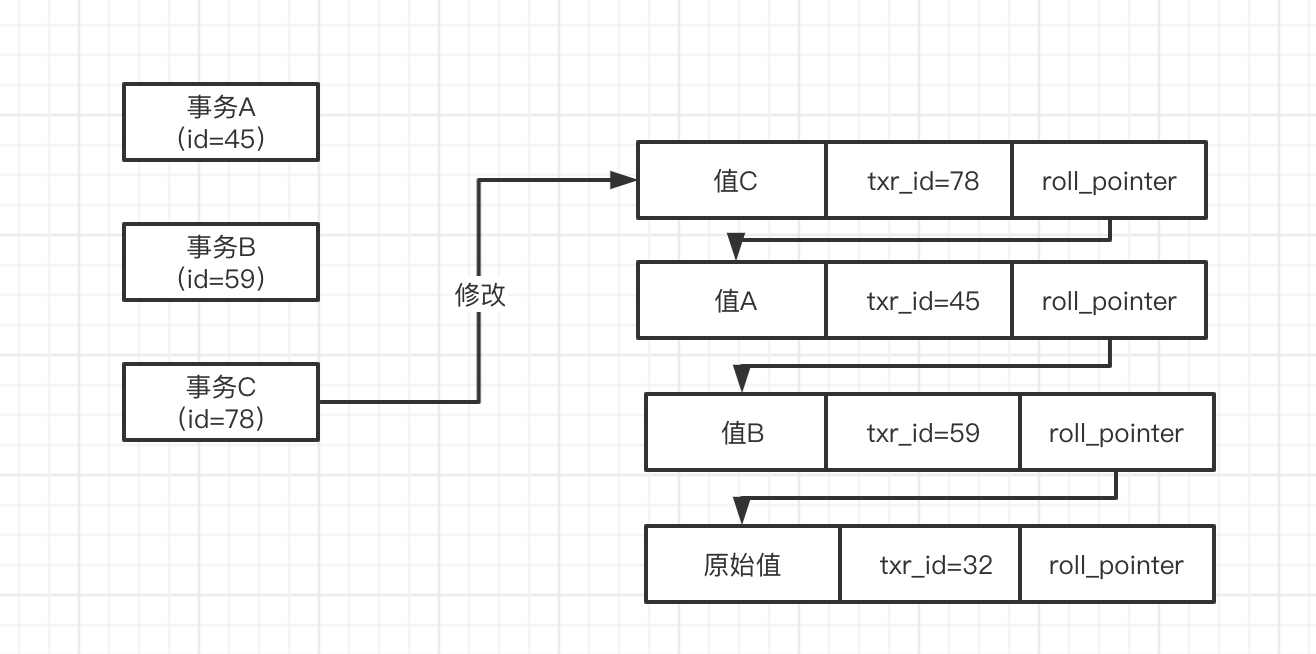 事务A
(id=45)
事务B
(id=59)
事务C
(id=78)
修改
值C txr_id=78 roll_pointer
值A txr_id=45 roll_pointer
值B txr_id=59 roll_pointer
原始值 txr_id=32 roll_pointer